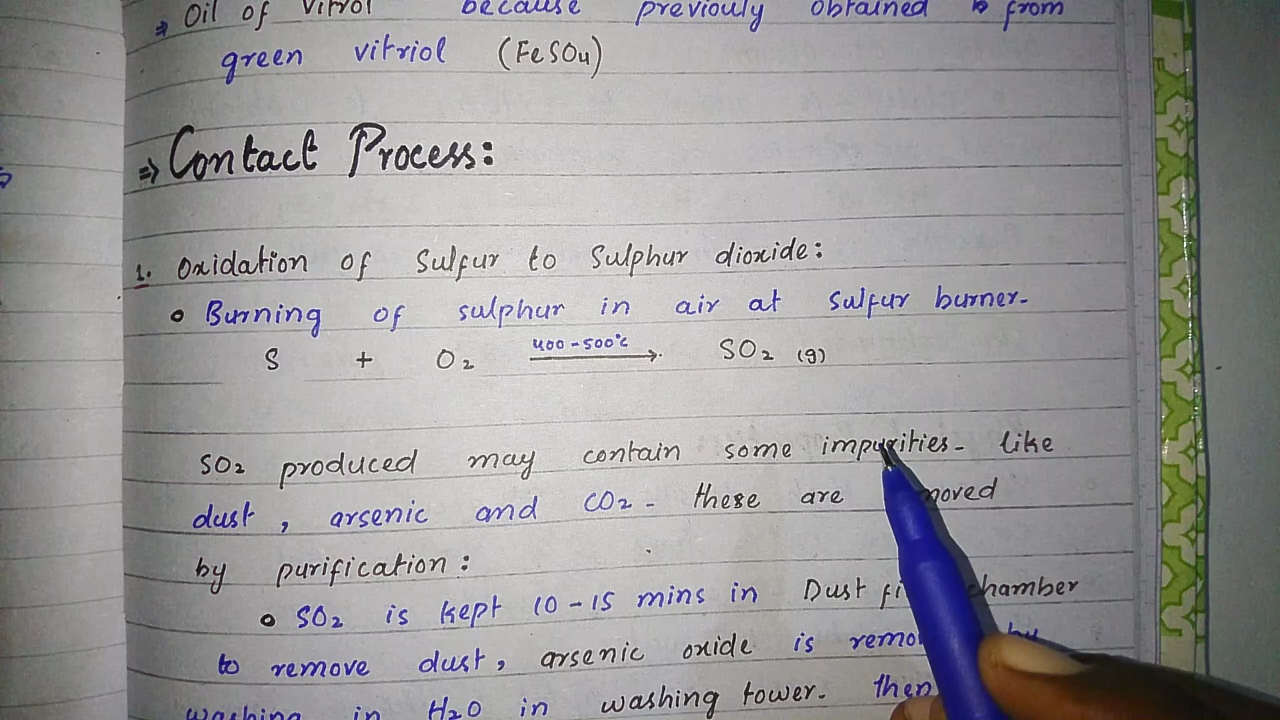 ⇒ Oil of Vitrol because previouly obtained from
green vitriol (FeSO4)
⇒ Contact Process:
1. Oxidation of Sulfur to Sulphur dioxide:
• Burning of sulphur in air at sulfur burner.
S + O2 400-500°C → SO2 (g)
SO2 produced may contain some impurities. like
dust, arsenic and CO2. these are moved
by purification:
• SO2 is kept 10-15 mins in Dust chamber
to remove dust, arsenic oxide is by
washing in H2O in washing tower. then